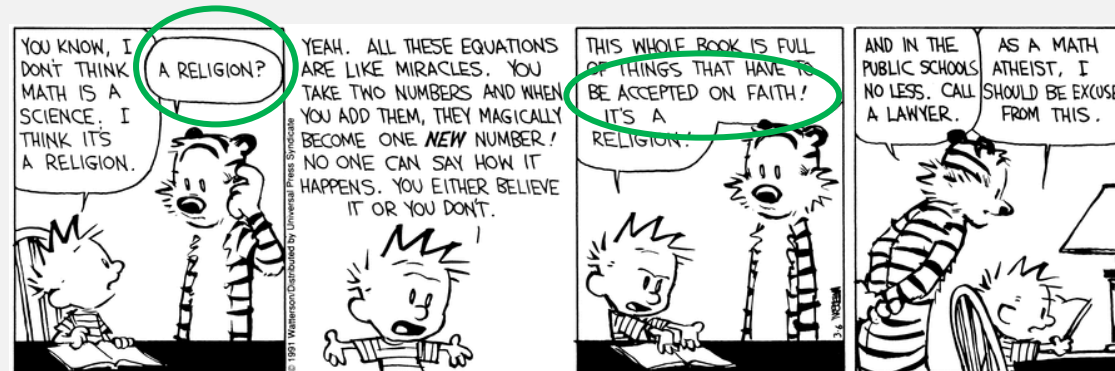 YOU KNOW, I
DON'T THINK
MATH IS A
SCIENCE. I
THINK IT'S
A RELIGION.
A RELIGION?
© 1991 Watterson/Distributed by Universal Press Syndicate
YEAH. ALL THESE EQUATIONS
ARE LIKE MIRACLES. YOU
TAKE TWO NUMBERS AND WHEN
YOU ADD THEM, THEY MAGICALLY
BECOME ONE NEW NUMBER!
NO ONE CAN SAY HOW IT
HAPPENS. YOU EITHER BELIEVE
IT OR YOU DON'T.
THIS WHOLE BOOK IS FULL
OF THINGS THAT HAVE TO
BE ACCEPTED ON FAITH!
IT'S A
RELIGION!
3-6
AND IN THE
PUBLIC SCHOOLS
NO LESS. CALL
A LAWYER.
AS A MATH
ATHEIST, I
SHOULD BE EXCUSE
FROM THIS.